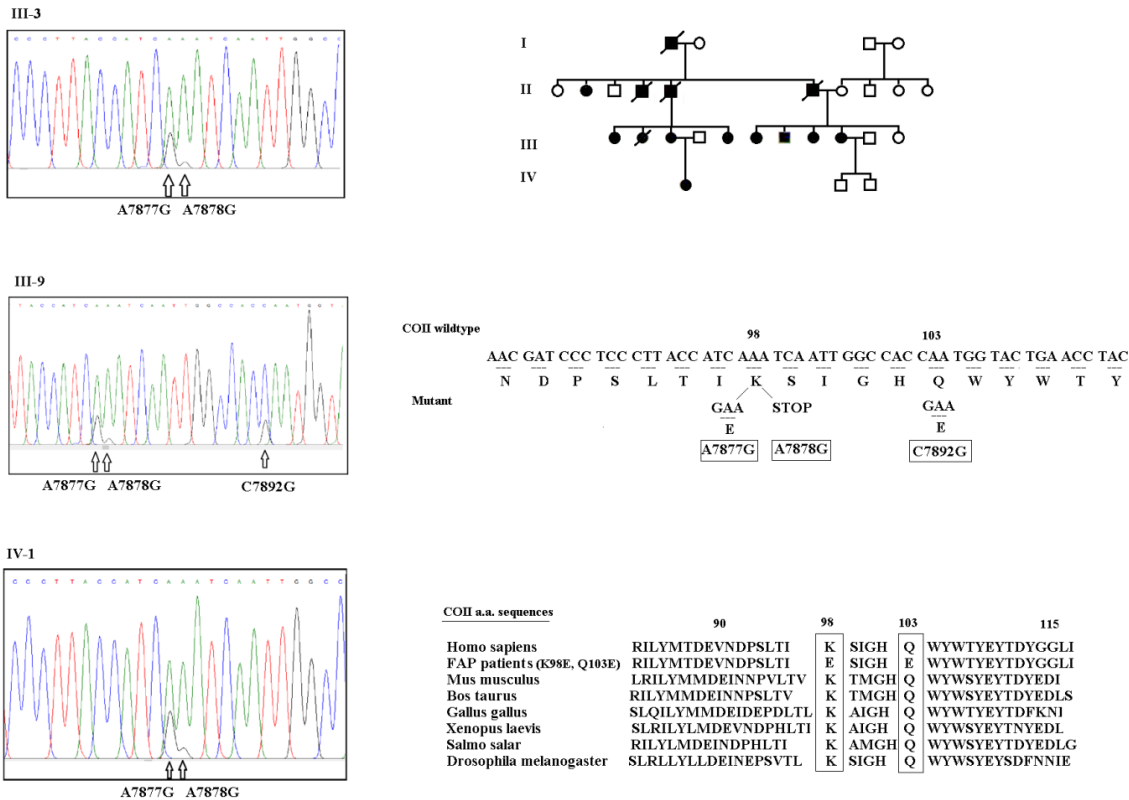 III-3
C C C T T A C C A T C A A A T C A A T T G G C C
A7877G A7878G
I
II
III
IV
III-9
T A C C A T C A A A T C A A T T G G C C A C C A A T G G T
A7877G A7878G C7892G
COII wildtype
98 103
AAC GAT CCC TCC CTT ACC ATC AAA TCA ATT GGC CAC CAA TGG TAC TGA ACC TAC
N D P S L T I K S I G H Q W Y W T Y
Mutant
GAA STOP GAA
E E
A7877G A7878G C7892G
IV-1
C C C T T A C C A T C A A A T C A A T T G G C C
A7877G A7878G
COII a.a. sequences
90 98 103 115
Homo sapiens RILYMTDEVNDPSLTI K SIGH Q WYWTYEYTDYGGLI
FAP patients (K98E, Q103E) RILYMTDEVNDPSLTI E SIGH E WYWTYEYTDYGGLI
Mus musculus LRILYMMDEINNPVLTV K TMGH Q WYWSYEYTDYEDI
Bos taurus RILYMMDEINNPSLTV K TMGH Q WYWSYEYTDYEDLS
Gallus gallus SLQILYMMDEIDEPDLTL K AIGH Q WYWTYEYTDFKNI
Xenopus laevis SLRILYLMDEVNDPHLTI K AIGH Q WYWSYEYTNYEDL
Salmo salar RILYLMDEINDPHLTI K AMGH Q WYWSYEYTDYEDLG
Drosophila melanogaster SLRLLYLLDEINEPSVTL K SIGH Q WYWSYEYSDFNNIE